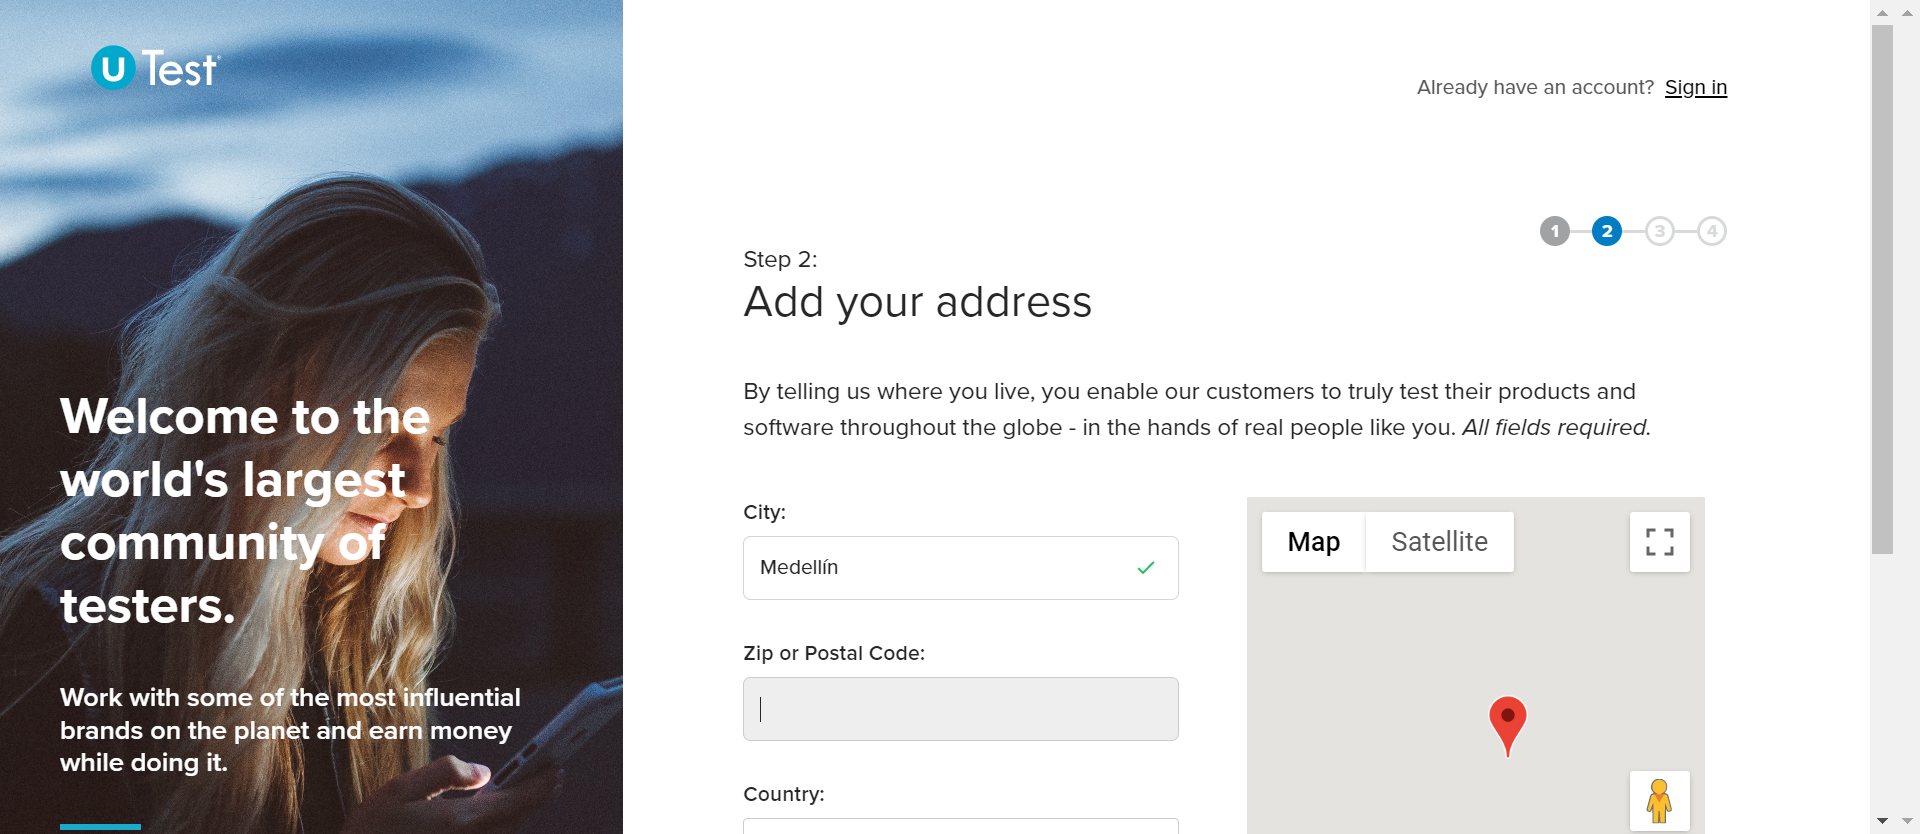 uTest
Welcome to the
world's largest
community of
testers.
Work with some of the most influential
brands on the planet and earn money
while doing it.
Already have an account? Sign in
1 2 3 4
Step 2:
Add your address
By telling us where you live, you enable our customers to truly test their products and
software throughout the globe - in the hands of real people like you. All fields required.
City:
Medellín
Zip or Postal Code:
Country:
Map Satellite